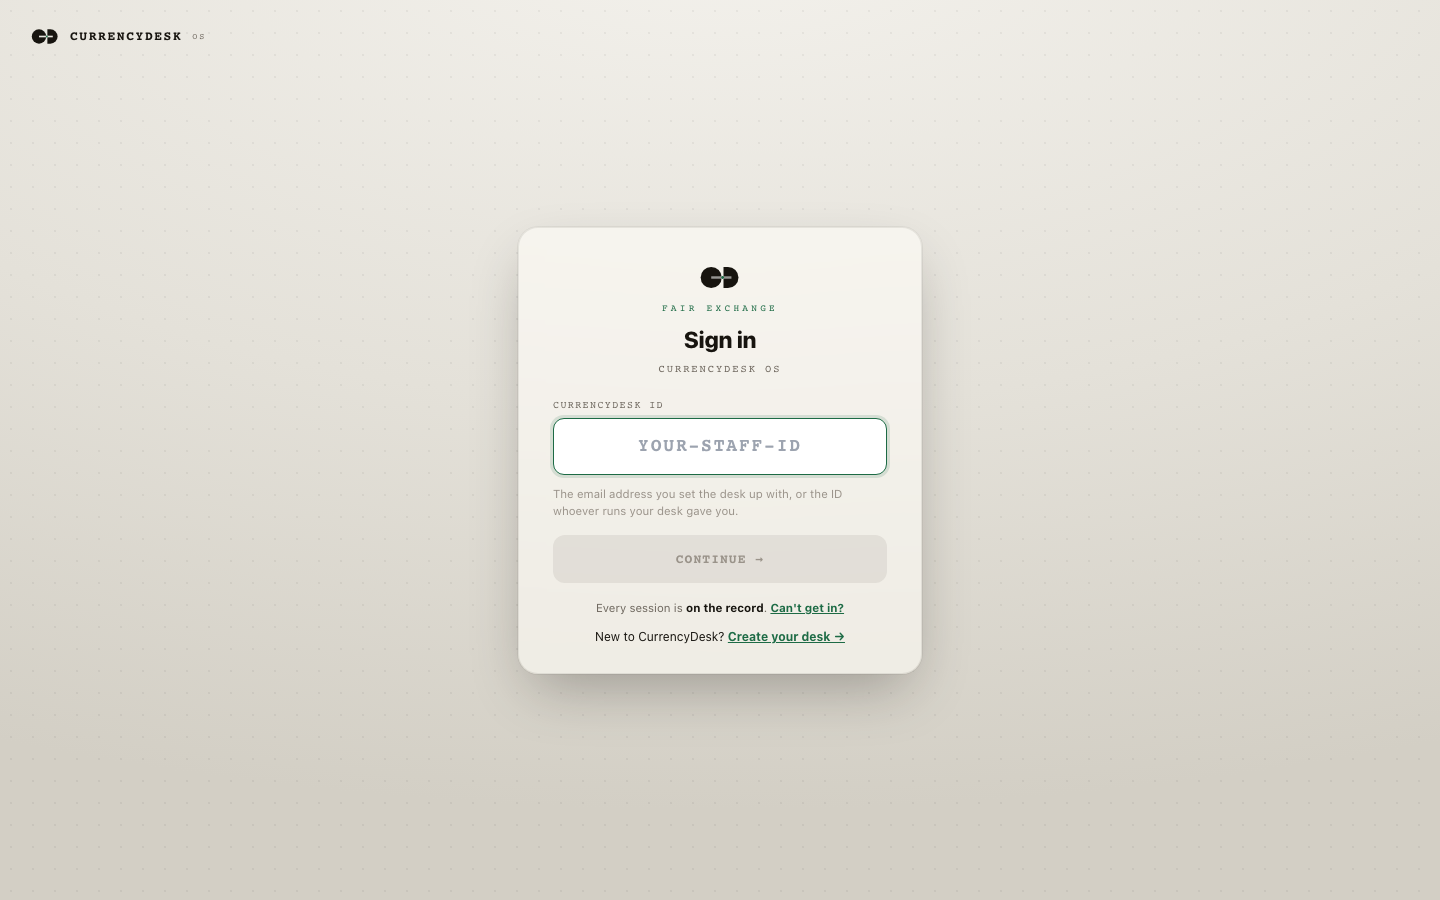 CURRENCYDESK OS
FAIR EXCHANGE
Sign in
CURRENCYDESK OS
CURRENCYDESK ID
YOUR-STAFF-ID
The email address you set the desk up with, or the ID
whoever runs your desk gave you.
CONTINUE →
Every session is on the record. Can't get in?
New to CurrencyDesk? Create your desk →